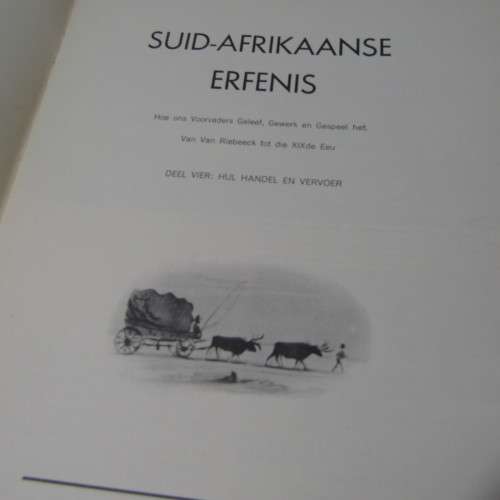 SUID-AFRIKAANSE
ERFENIS
Hoe ons Voorvaders Geleef, Gewerk en Gespeel het.
Van Van Riebeeck tot die XIXde Eeu
DEEL VIER: HUL HANDEL EN VERVOER